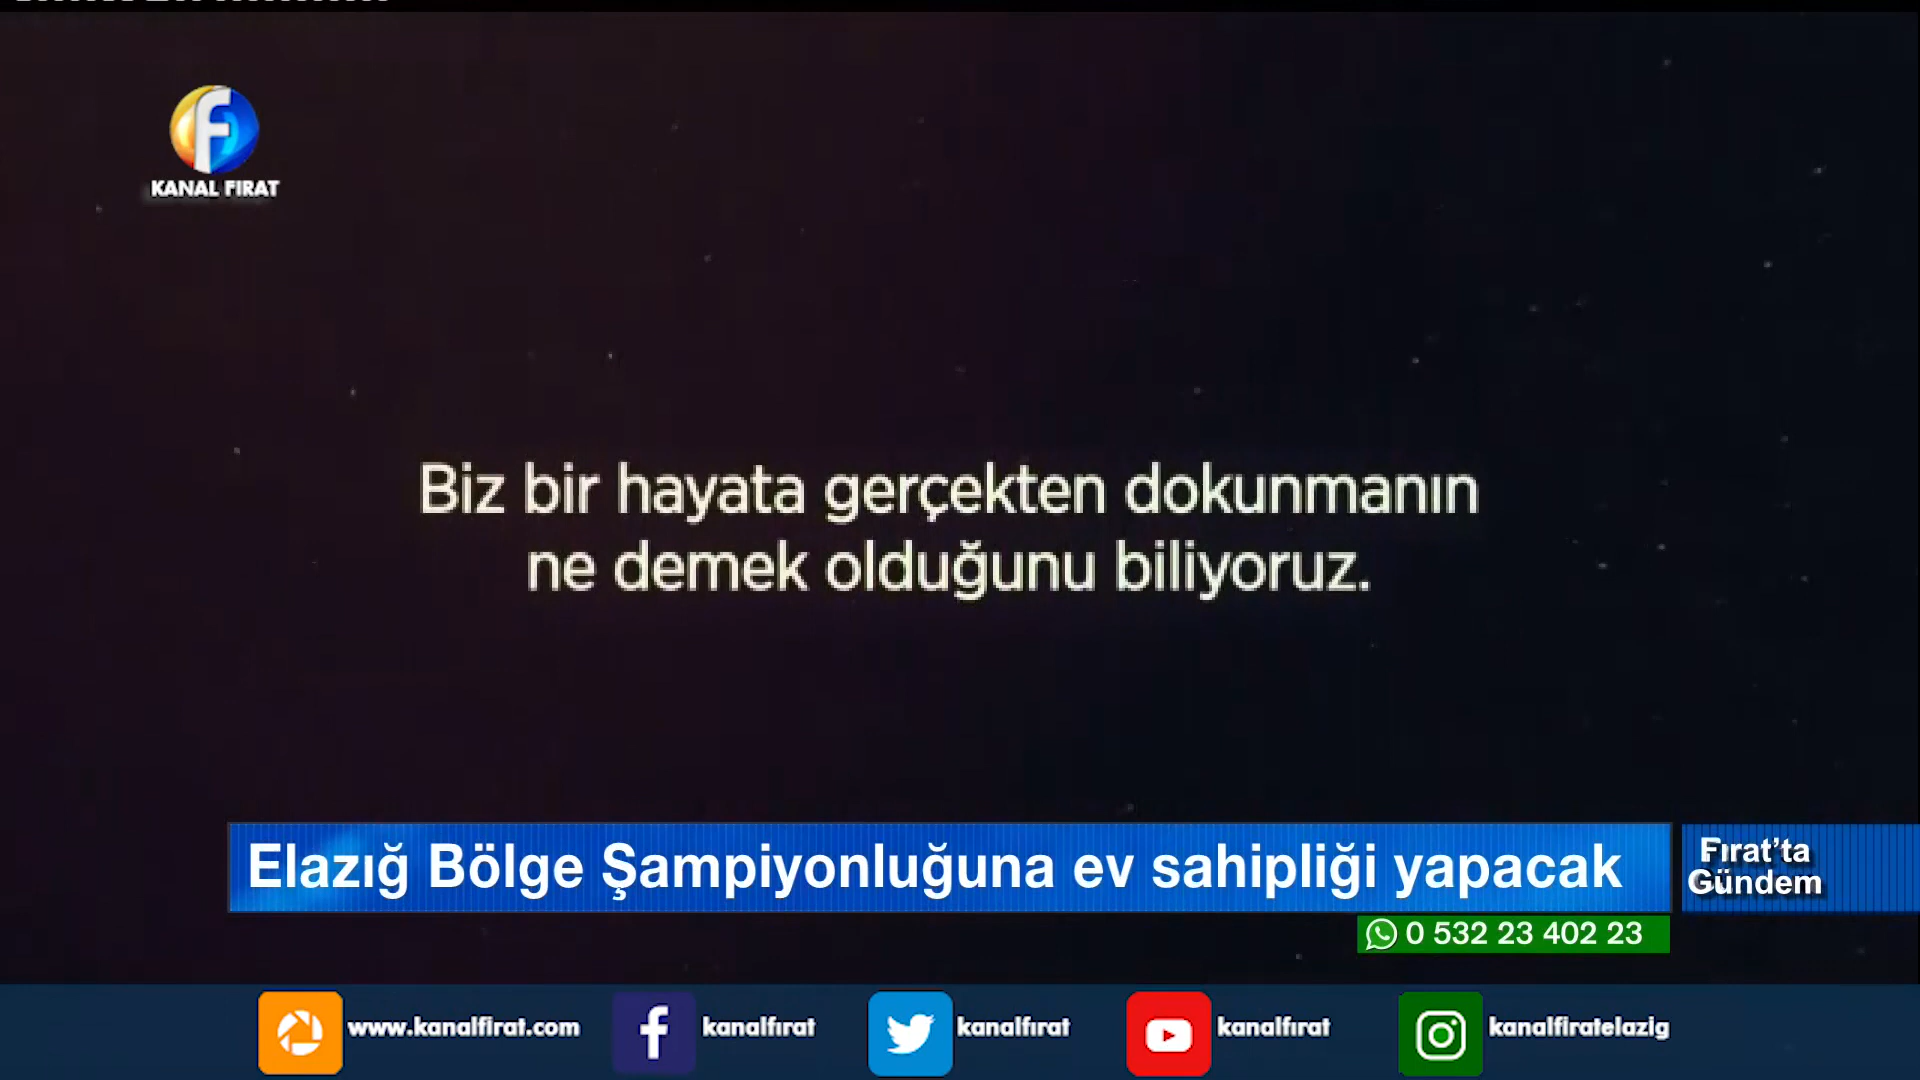 KANAL FIRAT
Biz bir hayata gerçekten dokunmanın
ne demek olduğunu biliyoruz.
Elazığ Bölge Şampiyonluğuna ev sahipliği yapacak
Fırat'ta
Gündem
0 532 23 402 23
www.kanalfirat.com
kanalfırat
kanalfırat
kanalfırat
kanalfiratelazig